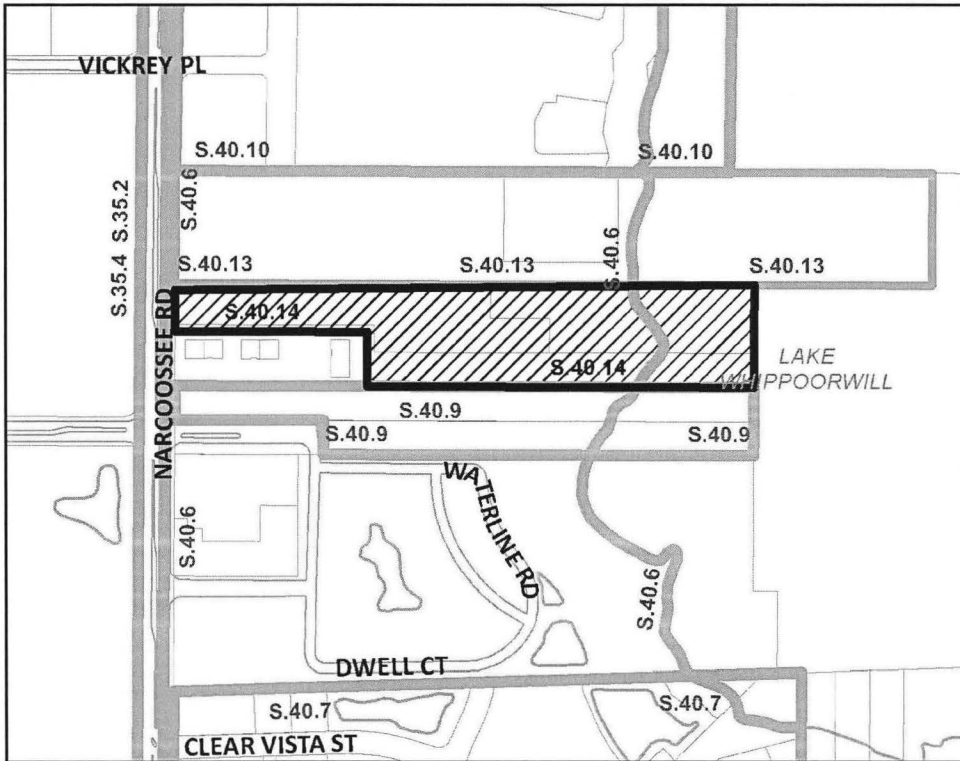 VICKREY PL
S.40.10
S.40.10
S.35.2
S.40.6
S.40.6
S.35.4
S.40.13
S.40.13
S.40.13
S.40.14
NARCOOSSEE RD
S.40.14
LAKE
WHIPPOORWILL
S.40.9
S.40.9
S.40.9
WATERLINE RD
S.40.6
S.40.6
DWELL CT
S.40.7
S.40.7
CLEAR VISTA ST